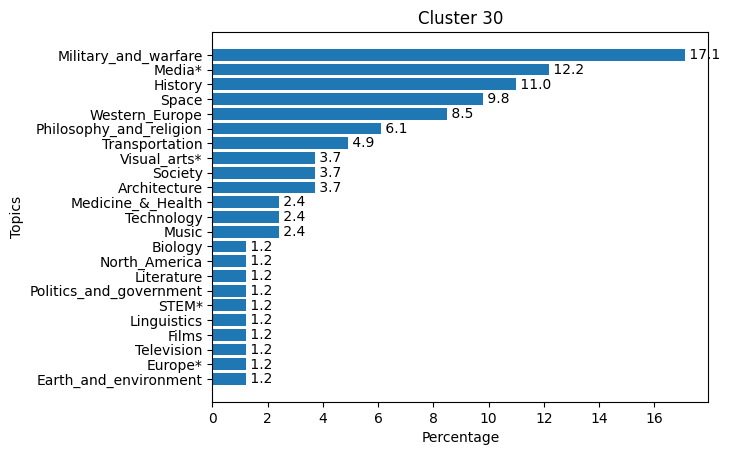 Cluster 30
Military_and_warfare 17.1
Media* 12.2
History 11.0
Space 9.8
Western_Europe 8.5
Philosophy_and_religion 6.1
Transportation 4.9
Visual_arts* 3.7
Society 3.7
Architecture 3.7
Medicine_&_Health 2.4
Technology 2.4
Music 2.4
Biology 1.2
North_America 1.2
Literature 1.2
Politics_and_government 1.2
STEM* 1.2
Linguistics 1.2
Films 1.2
Television 1.2
Europe* 1.2
Earth_and_environment 1.2
Topics
0 2 4 6 8 10 12 14 16
Percentage